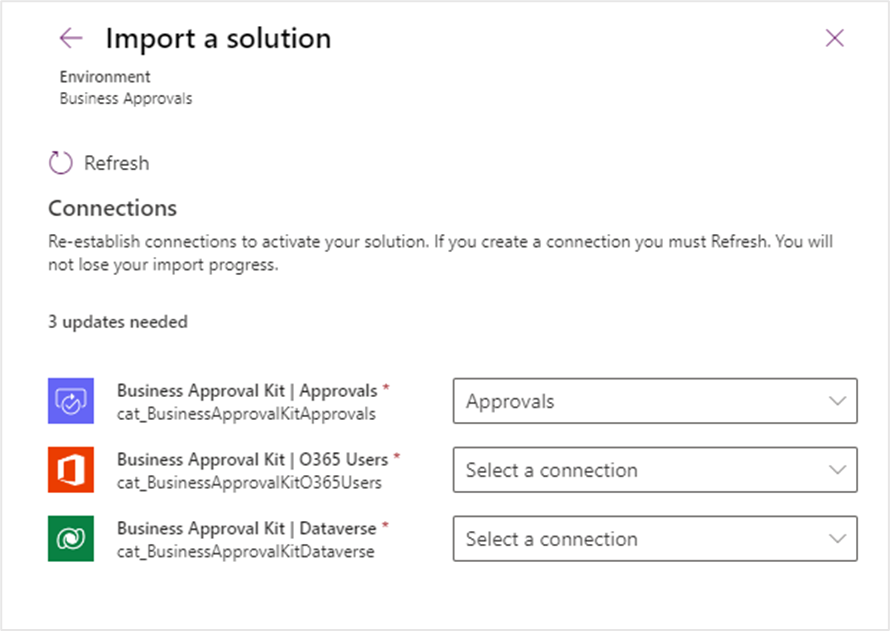 Import a solution
Environment
Business Approvals
Refresh
Connections
Re-establish connections to activate your solution. If you create a connection you must Refresh. You will
not lose your import progress.
3 updates needed
Business Approval Kit | Approvals *
cat_BusinessApprovalKitApprovals
Approvals
Business Approval Kit | O365 Users *
cat_BusinessApprovalKitO365Users
Select a connection
Business Approval Kit | Dataverse *
cat_BusinessApprovalKitDataverse
Select a connection